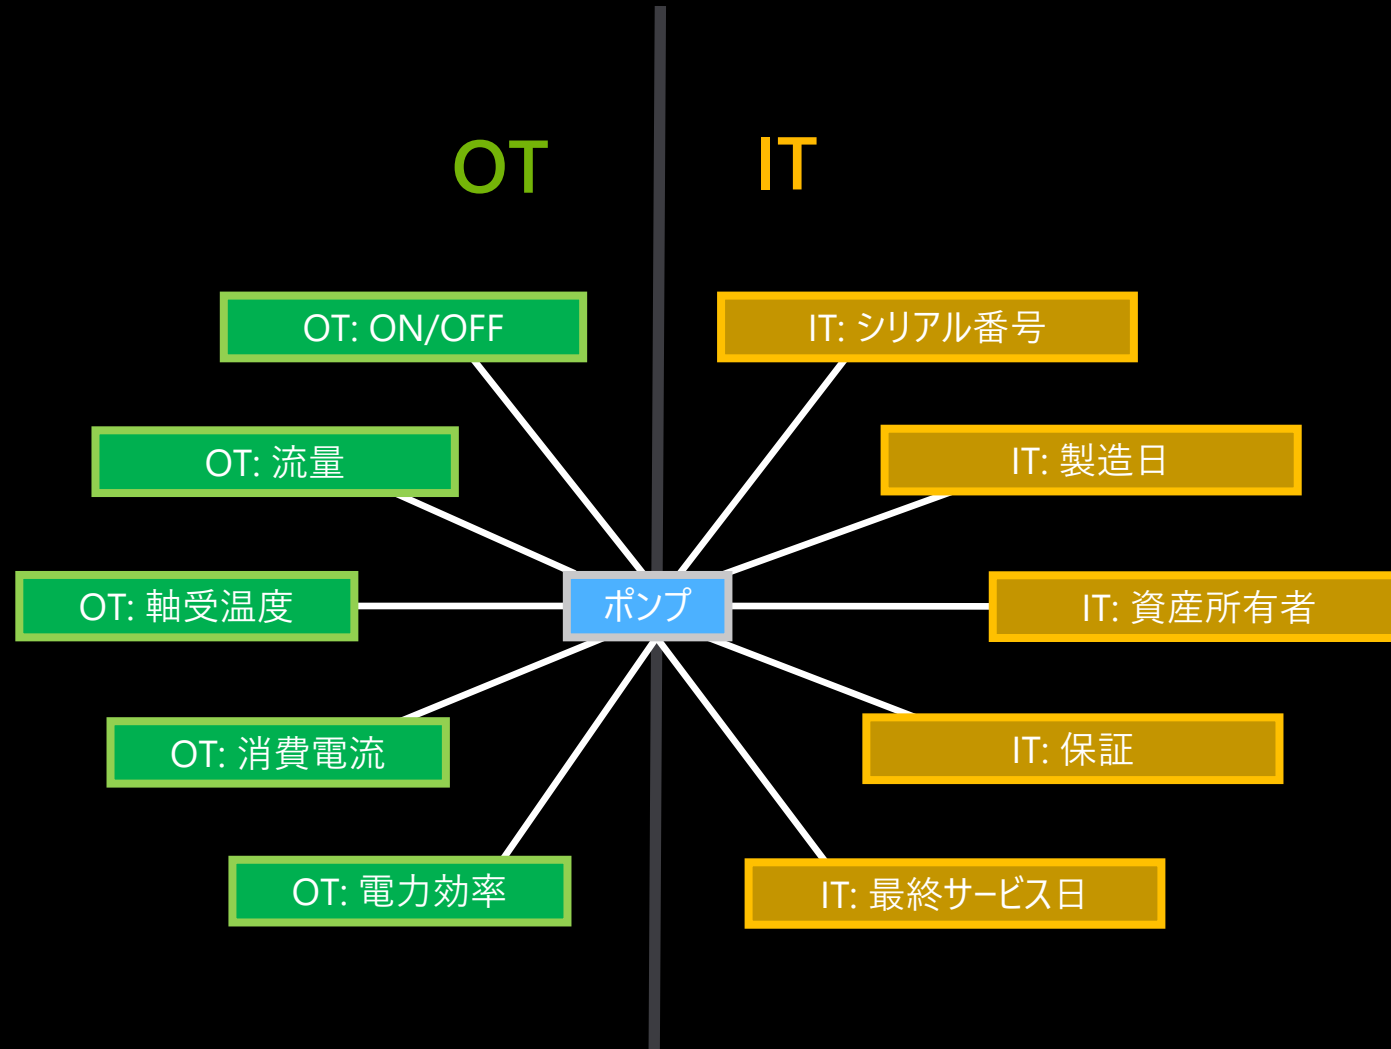 OT
IT
OT: ON/OFF
IT: シリアル番号
OT: 流量
IT: 製造日
OT: 軸受温度
ポンプ
IT: 資産所有者
OT: 消費電流
IT: 保証
OT: 電力効率
IT: 最終サービス日